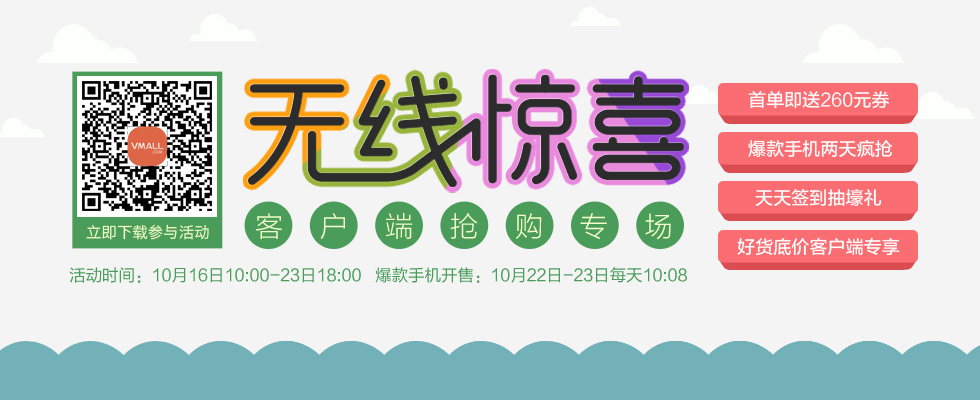 VMALL
.COM
立即下载参与活动
无线惊喜
客户端抢购专场
活动时间：10月16日10:00-23日18:00 爆款手机开售：10月22日-23日每天10:08
首单即送260元券
爆款手机两天疯抢
天天签到抽壕礼
好货底价客户端专享